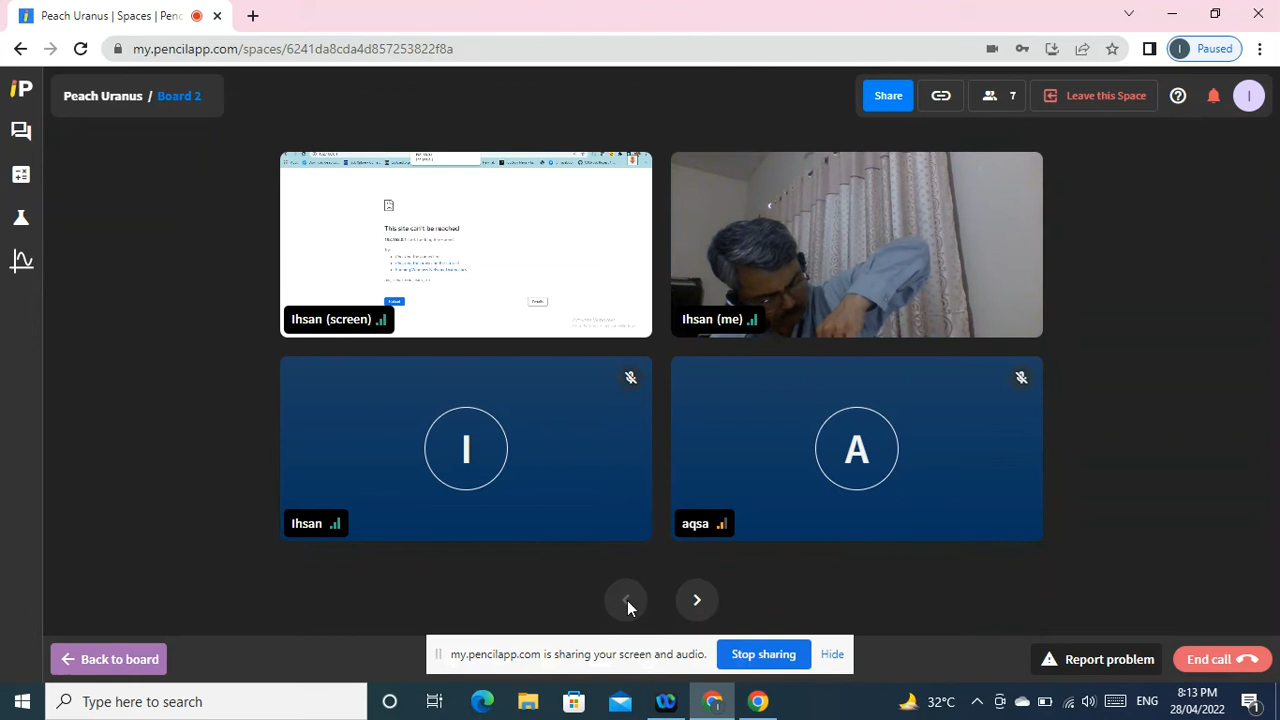 Peach Uranus | Spaces | Penc
my.pencilapp.com/spaces/6241da8cda4d857253822f8a
I
Paused
iP
Peach Uranus / Board 2
Share
7
Leave this Space
I
This site can't be reached
Reload
Details
Ihsan (screen)
Ihsan (me)
I
A
Ihsan
aqsa
Back to board
my.pencilapp.com is sharing your screen and audio.
Stop sharing
Hide
Report problem
End call
Type here to search
32°C
ENG
8:13 PM
28/04/2022